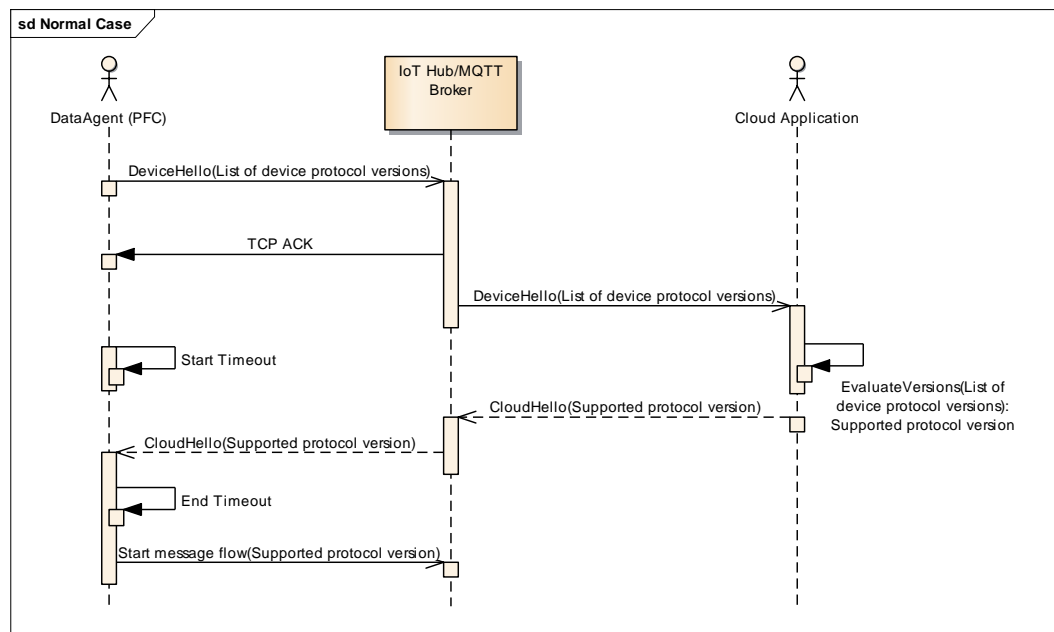 sd Normal Case
DataAgent (PFC)
IoT Hub/MQTT
Broker
Cloud Application
DeviceHello(List of device protocol versions)
TCP ACK
DeviceHello(List of device protocol versions)
Start Timeout
EvaluateVersions(List of
device protocol versions):
Supported protocol version
CloudHello(Supported protocol version)
CloudHello(Supported protocol version)
End Timeout
Start message flow(Supported protocol version)